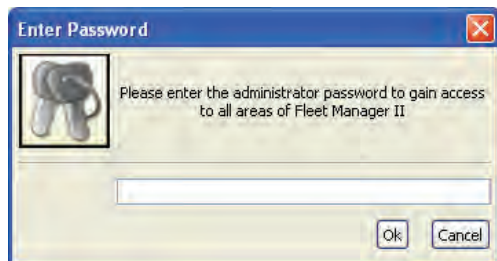 Enter Password
Please enter the administrator password to gain access
to all areas of Fleet Manager II
Ok
Cancel